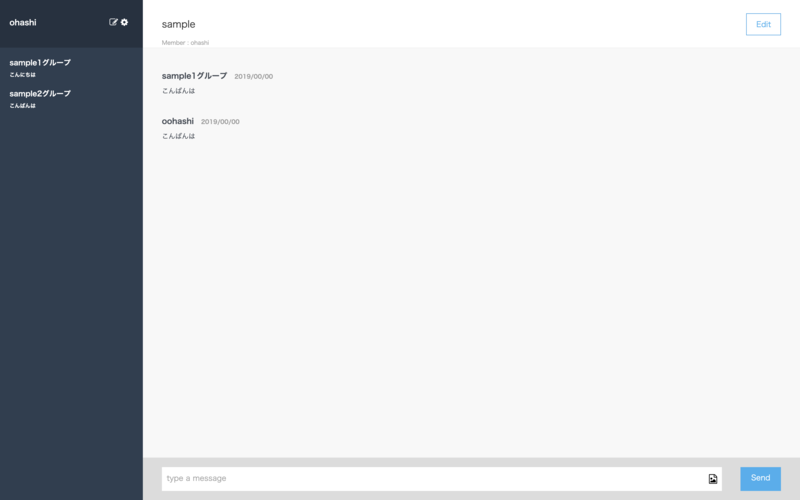 ohashi
sample1グループ
こんにちは
sample2グループ
こんばんは
sample
Member : ohashi
Edit
sample1グループ 2019/00/00
こんばんは
oohashi 2019/00/00
こんばんは
type a message
Send